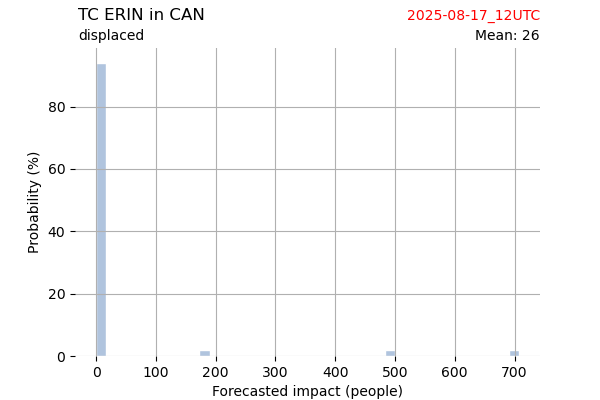 TC ERIN in CAN
2025-08-17_12UTC
displaced
Mean: 26
Probability (%)
80
60
40
20
0
0 100 200 300 400 500 600 700
Forecasted impact (people)